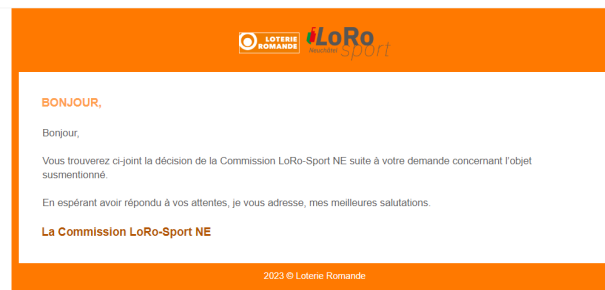 LOTERIE
ROMANDE
LoRo
Neuchâtel sport
BONJOUR,
Bonjour,
Vous trouverez ci-joint la décision de la Commission LoRo-Sport NE suite à votre demande concernant l'objet
susmentionné.
En espérant avoir répondu à vos attentes, je vous adresse, mes meilleures salutations.
La Commission LoRo-Sport NE
2023 © Loterie Romande